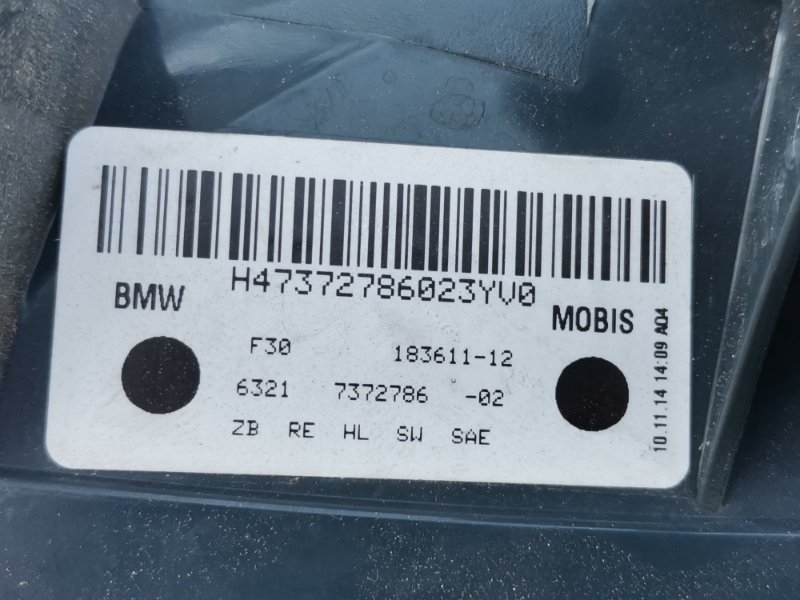 H47372786023YV0
BMW
MOBIS
F30 183611-12
6321 7372786 -02
ZB RE HL SW SAE
10.11.14 14:09 A04